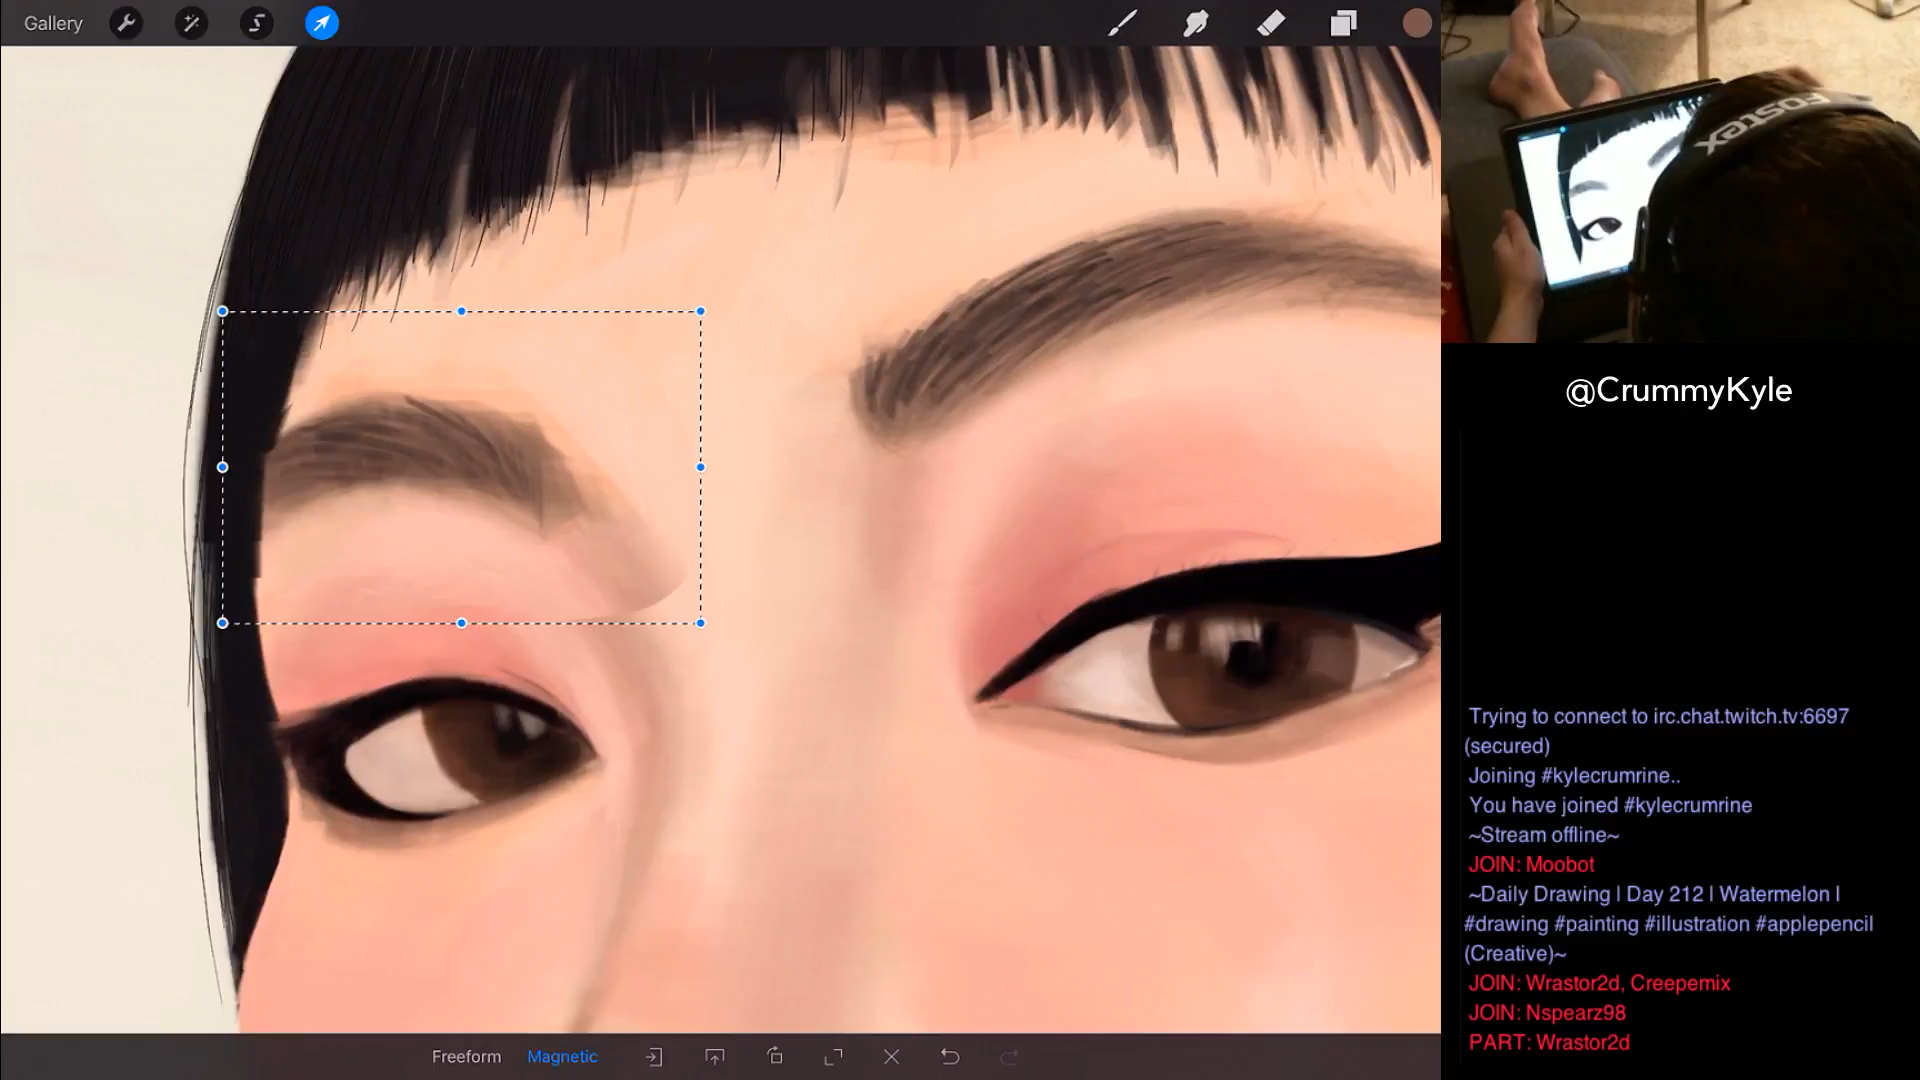 Gallery
FOSTEX
@CrummyKyle
Trying to connect to irc.chat.twitch.tv:6697
(secured)
Joining #kylecrumrine..
You have joined #kylecrumrine
~Stream offline~
JOIN: Moobot
~Daily Drawing | Day 212 | Watermelon |
#drawing #painting #illustration #applepencil
(Creative)~
JOIN: Wrastor2d, Creepemix
JOIN: Nspearz98
PART: Wrastor2d
Freeform Magnetic